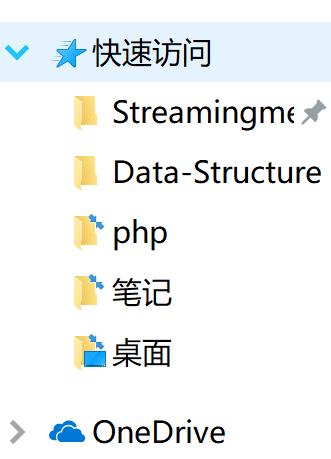 快速访问
Streamingme
Data-Structure
php
笔记
桌面
OneDrive